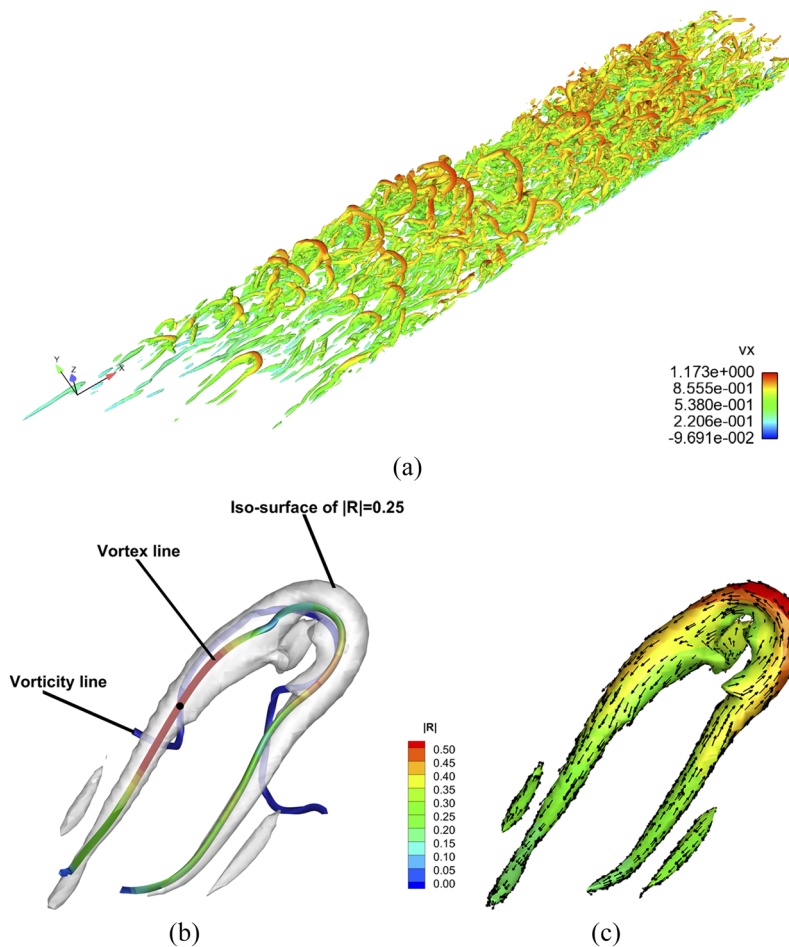 Y
Z
X
VX
1.173e+000
8.555e-001
5.380e-001
2.206e-001
-9.691e-002
(a)
Iso-surface of |R|=0.25
Vortex line
Vorticity line
|R|
0.50
0.45
0.40
0.35
0.30
0.25
0.20
0.15
0.10
0.05
0.00
(b)
(c)